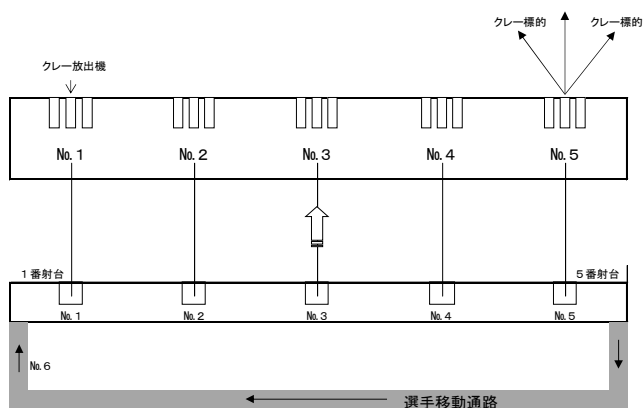 クレー標的 クレー標的
クレー放出機
№.1 №.2 №.3 №.4 №.5
1番射台 5番射台
№.1 №.2 №.3 №.4 №.5
№.6
選手移動通路